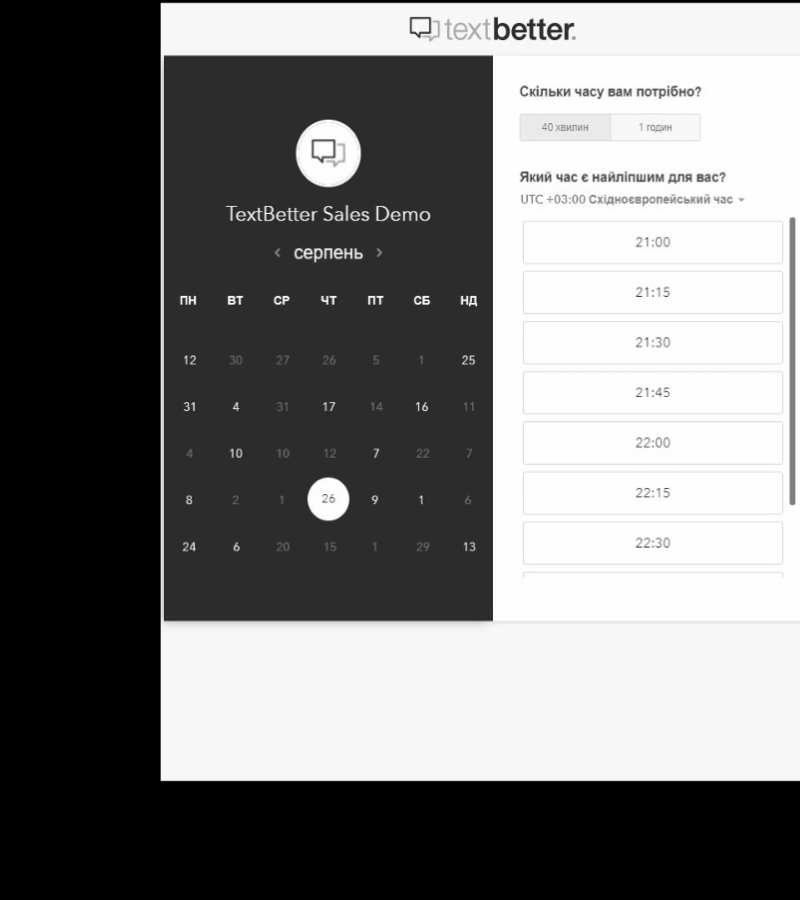 textbetter.
TextBetter Sales Demo
серпень
ПН ВТ СР ЧТ ПТ СБ НД
12 30 27 26 5 1 25
31 4 31 17 14 16 11
4 10 10 12 7 22 7
8 2 1 26 9 1 6
24 6 20 15 1 29 13
Скільки часу вам потрібно?
40 хвилин 1 годин
Який час є найліпшим для вас?
UTC +03:00 Східноєвропейський час
21:00
21:15
21:30
21:45
22:00
22:15
22:30